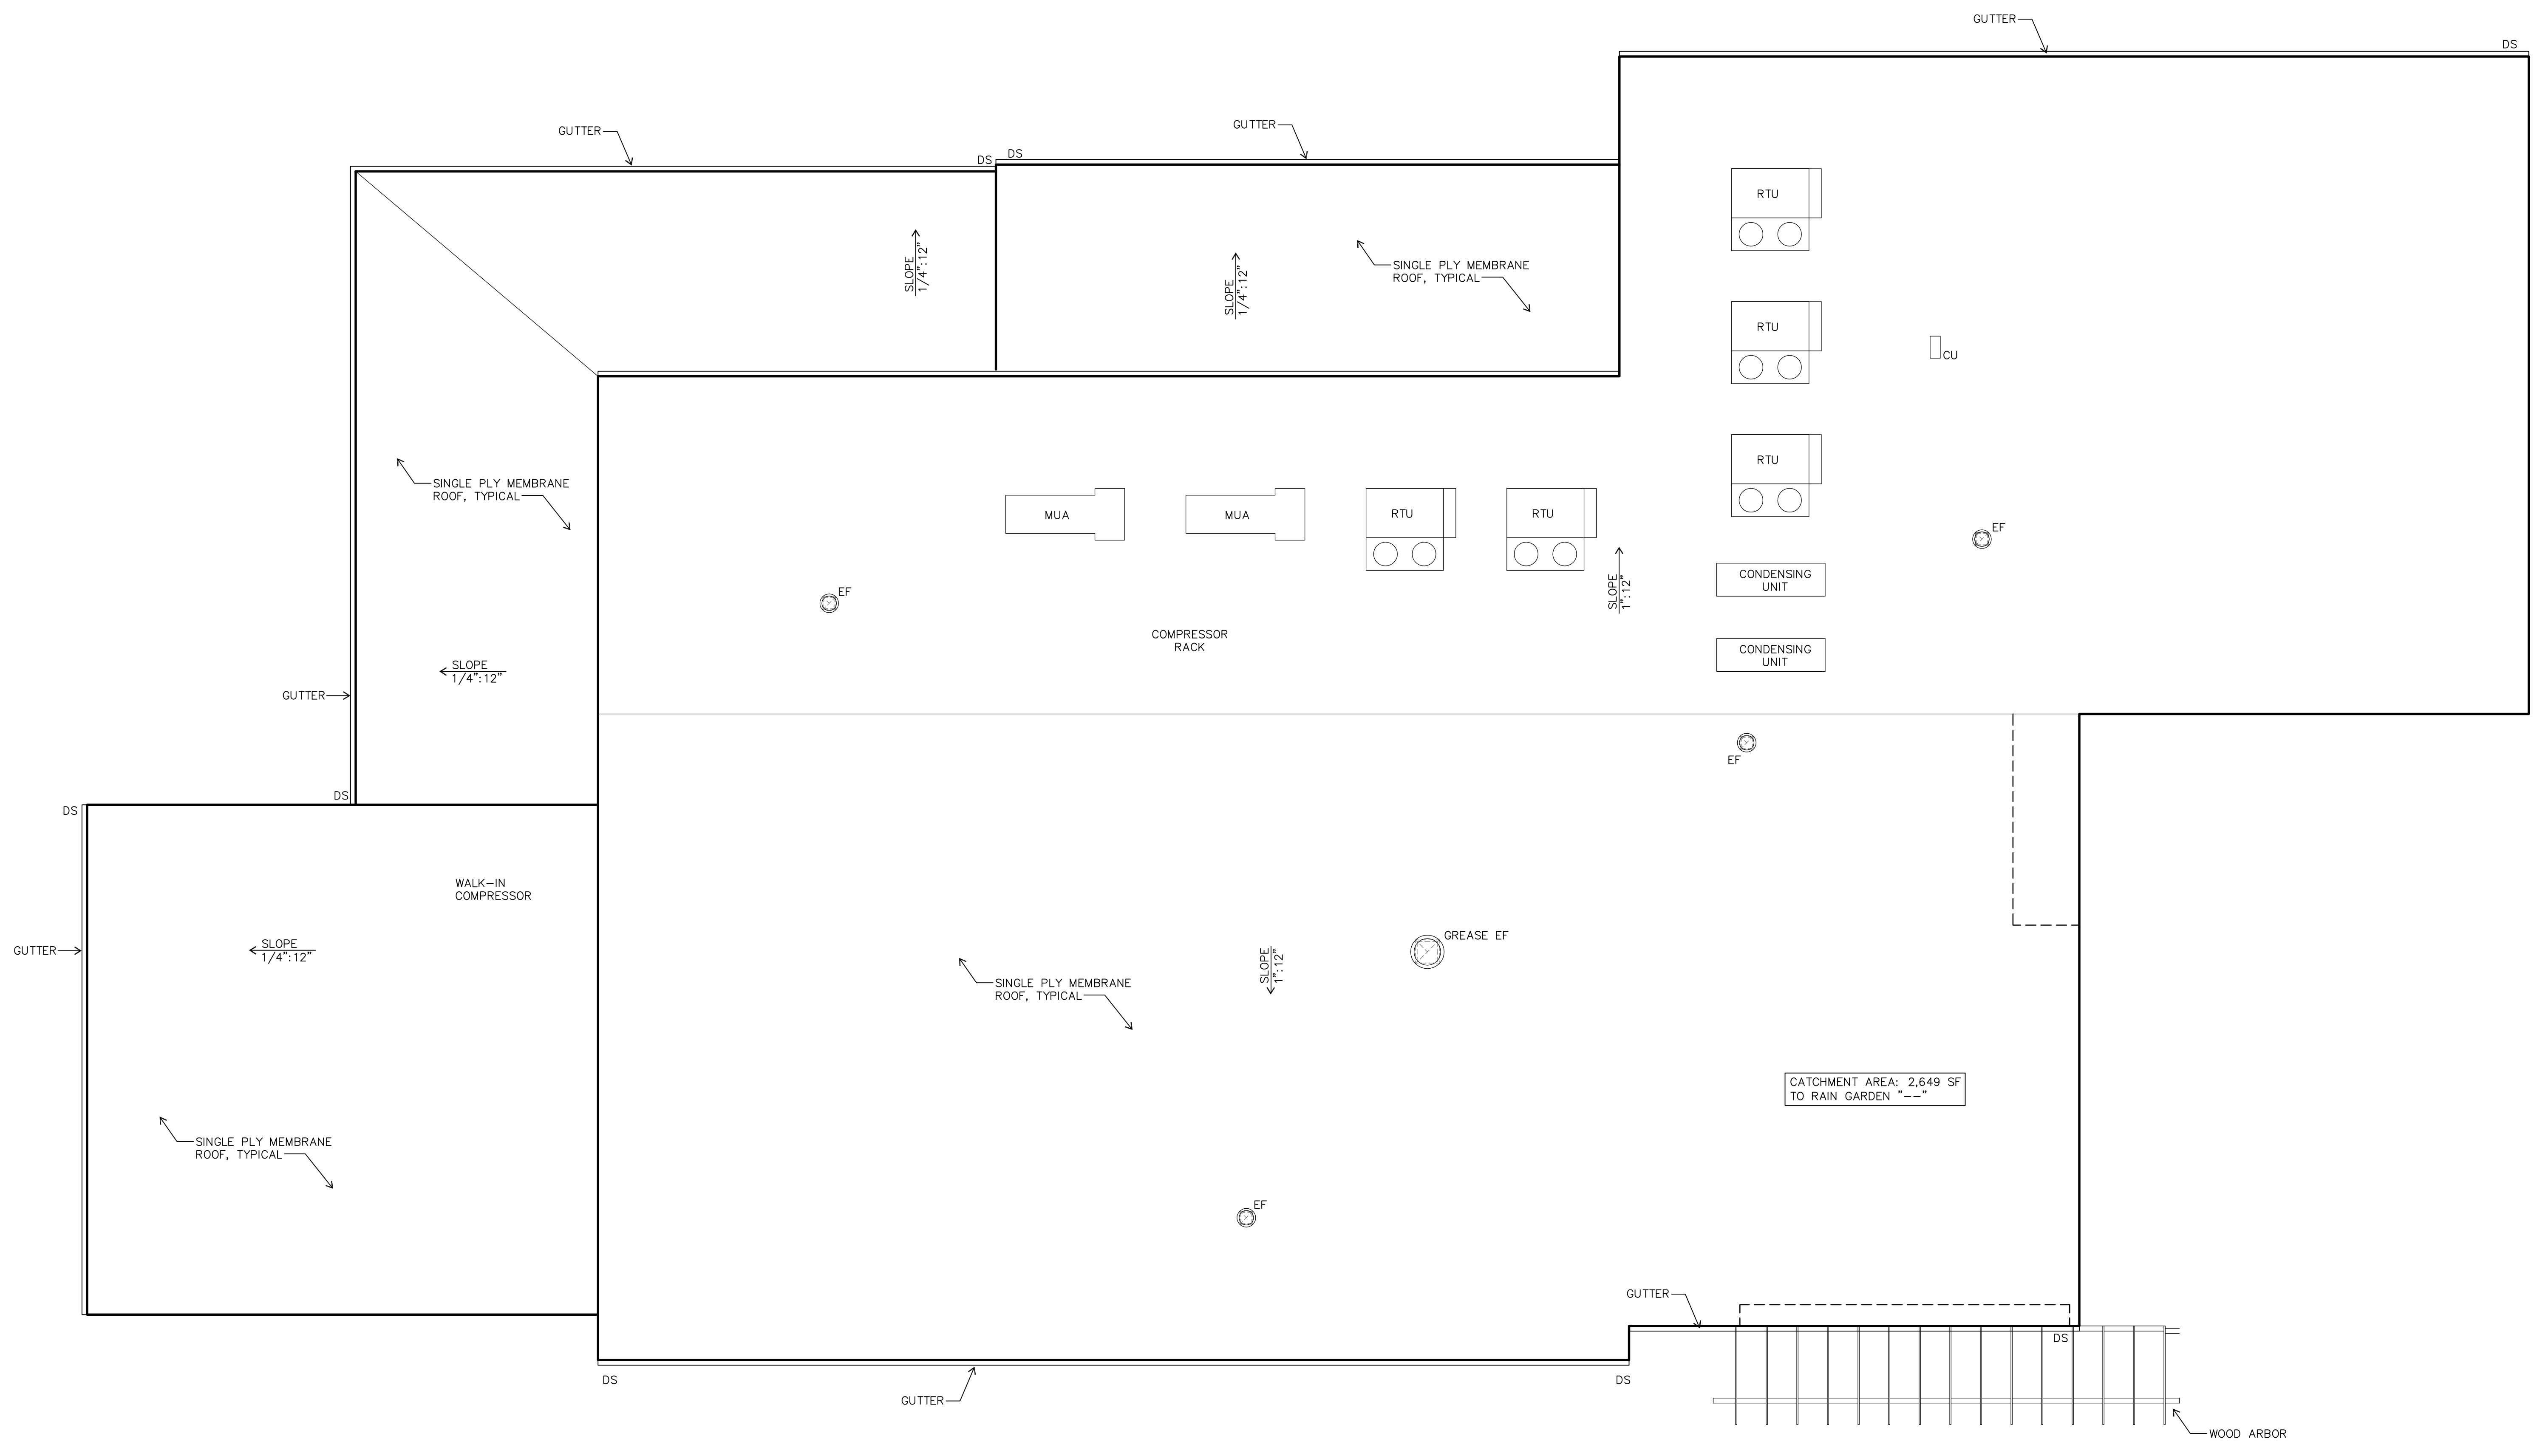 GUTTER
DS
GUTTER
GUTTER
DS
DS
RTU
SLOPE
1/4":12"
SLOPE
1/4":12"
SINGLE PLY MEMBRANE
ROOF, TYPICAL
RTU
CU
SINGLE PLY MEMBRANE
ROOF, TYPICAL
RTU
MUA
MUA
RTU
RTU
EF
EF
SLOPE
1":12"
CONDENSING
UNIT
COMPRESSOR
RACK
CONDENSING
UNIT
SLOPE
1/4":12"
GUTTER
EF
DS
DS
WALK-IN
COMPRESSOR
GUTTER
SLOPE
1/4":12"
GREASE EF
SLOPE
1":12"
SINGLE PLY MEMBRANE
ROOF, TYPICAL
CATCHMENT AREA: 2,649 SF
TO RAIN GARDEN "--"
SINGLE PLY MEMBRANE
ROOF, TYPICAL
EF
GUTTER
DS
DS
DS
GUTTER
WOOD ARBOR